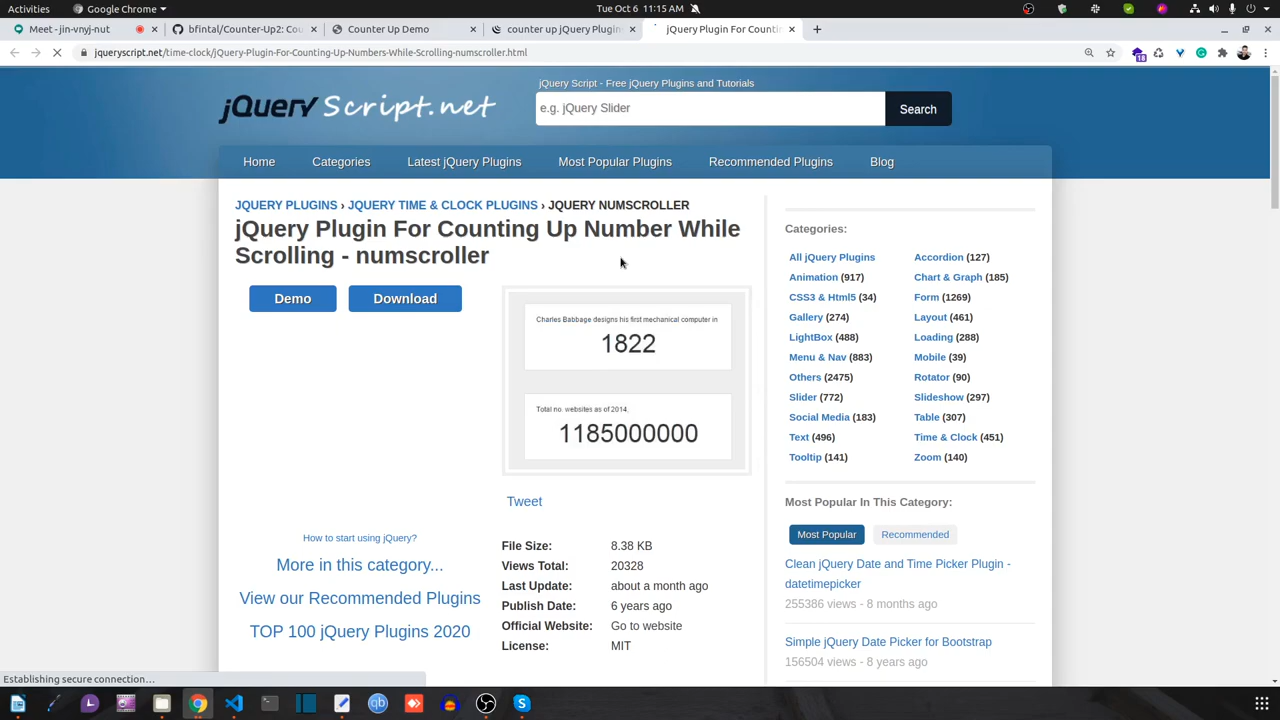 Activities
Google Chrome
Tue Oct 6 11:15 AM
Meet - jin-vnyj-nut
bfintal/Counter-Up2: Co
Counter Up Demo
counter up jQuery Plugin
jQuery Plugin For Countin
jqueryscript.net/time-clock/jQuery-Plugin-For-Counting-Up-Numbers-While-Scrolling-numscroller.html
18
jQuery Script - Free jQuery Plugins and Tutorials
jQuery Script.net
e.g. jQuery Slider
Search
Home
Categories
Latest jQuery Plugins
Most Popular Plugins
Recommended Plugins
Blog
JQUERY PLUGINS › JQUERY TIME & CLOCK PLUGINS › JQUERY NUMSCROLLER
jQuery Plugin For Counting Up Number While
Scrolling - numscroller
Demo
Download
Charles Babbage designs his first mechanical computer in
1822
Total no. websites as of 2014,
1185000000
Tweet
How to start using jQuery?
More in this category...
View our Recommended Plugins
TOP 100 jQuery Plugins 2020
File Size: 8.38 KB
Views Total: 20328
Last Update: about a month ago
Publish Date: 6 years ago
Official Website: Go to website
License: MIT
Categories:
All jQuery Plugins
Accordion (127)
Animation (917)
Chart & Graph (185)
CSS3 & Html5 (34)
Form (1269)
Gallery (274)
Layout (461)
LightBox (488)
Loading (288)
Menu & Nav (883)
Mobile (39)
Others (2475)
Rotator (90)
Slider (772)
Slideshow (297)
Social Media (183)
Table (307)
Text (496)
Time & Clock (451)
Tooltip (141)
Zoom (140)
Most Popular In This Category:
Most Popular
Recommended
Clean jQuery Date and Time Picker Plugin -
datetimepicker
255386 views - 8 months ago
Simple jQuery Date Picker for Bootstrap
156504 views - 8 years ago
Establishing secure connection…